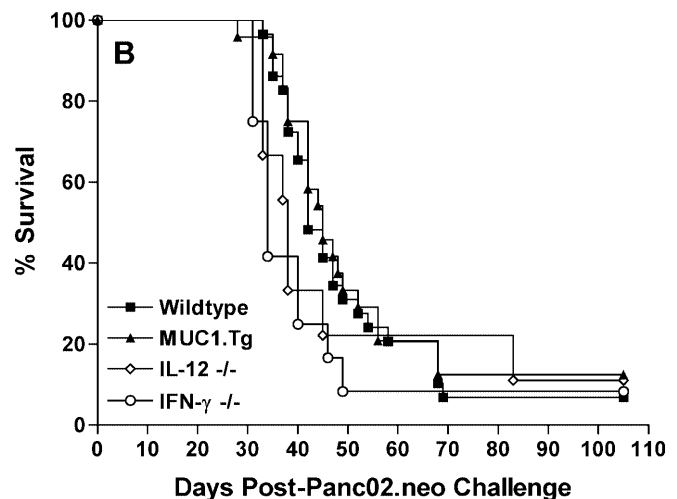 B
% Survival
100
80
60
40
20
0
Wildtype
MUC1.Tg
IL-12 -/-
IFN-γ -/-
0 10 20 30 40 50 60 70 80 90 100 110
Days Post-Panc02.neo Challenge